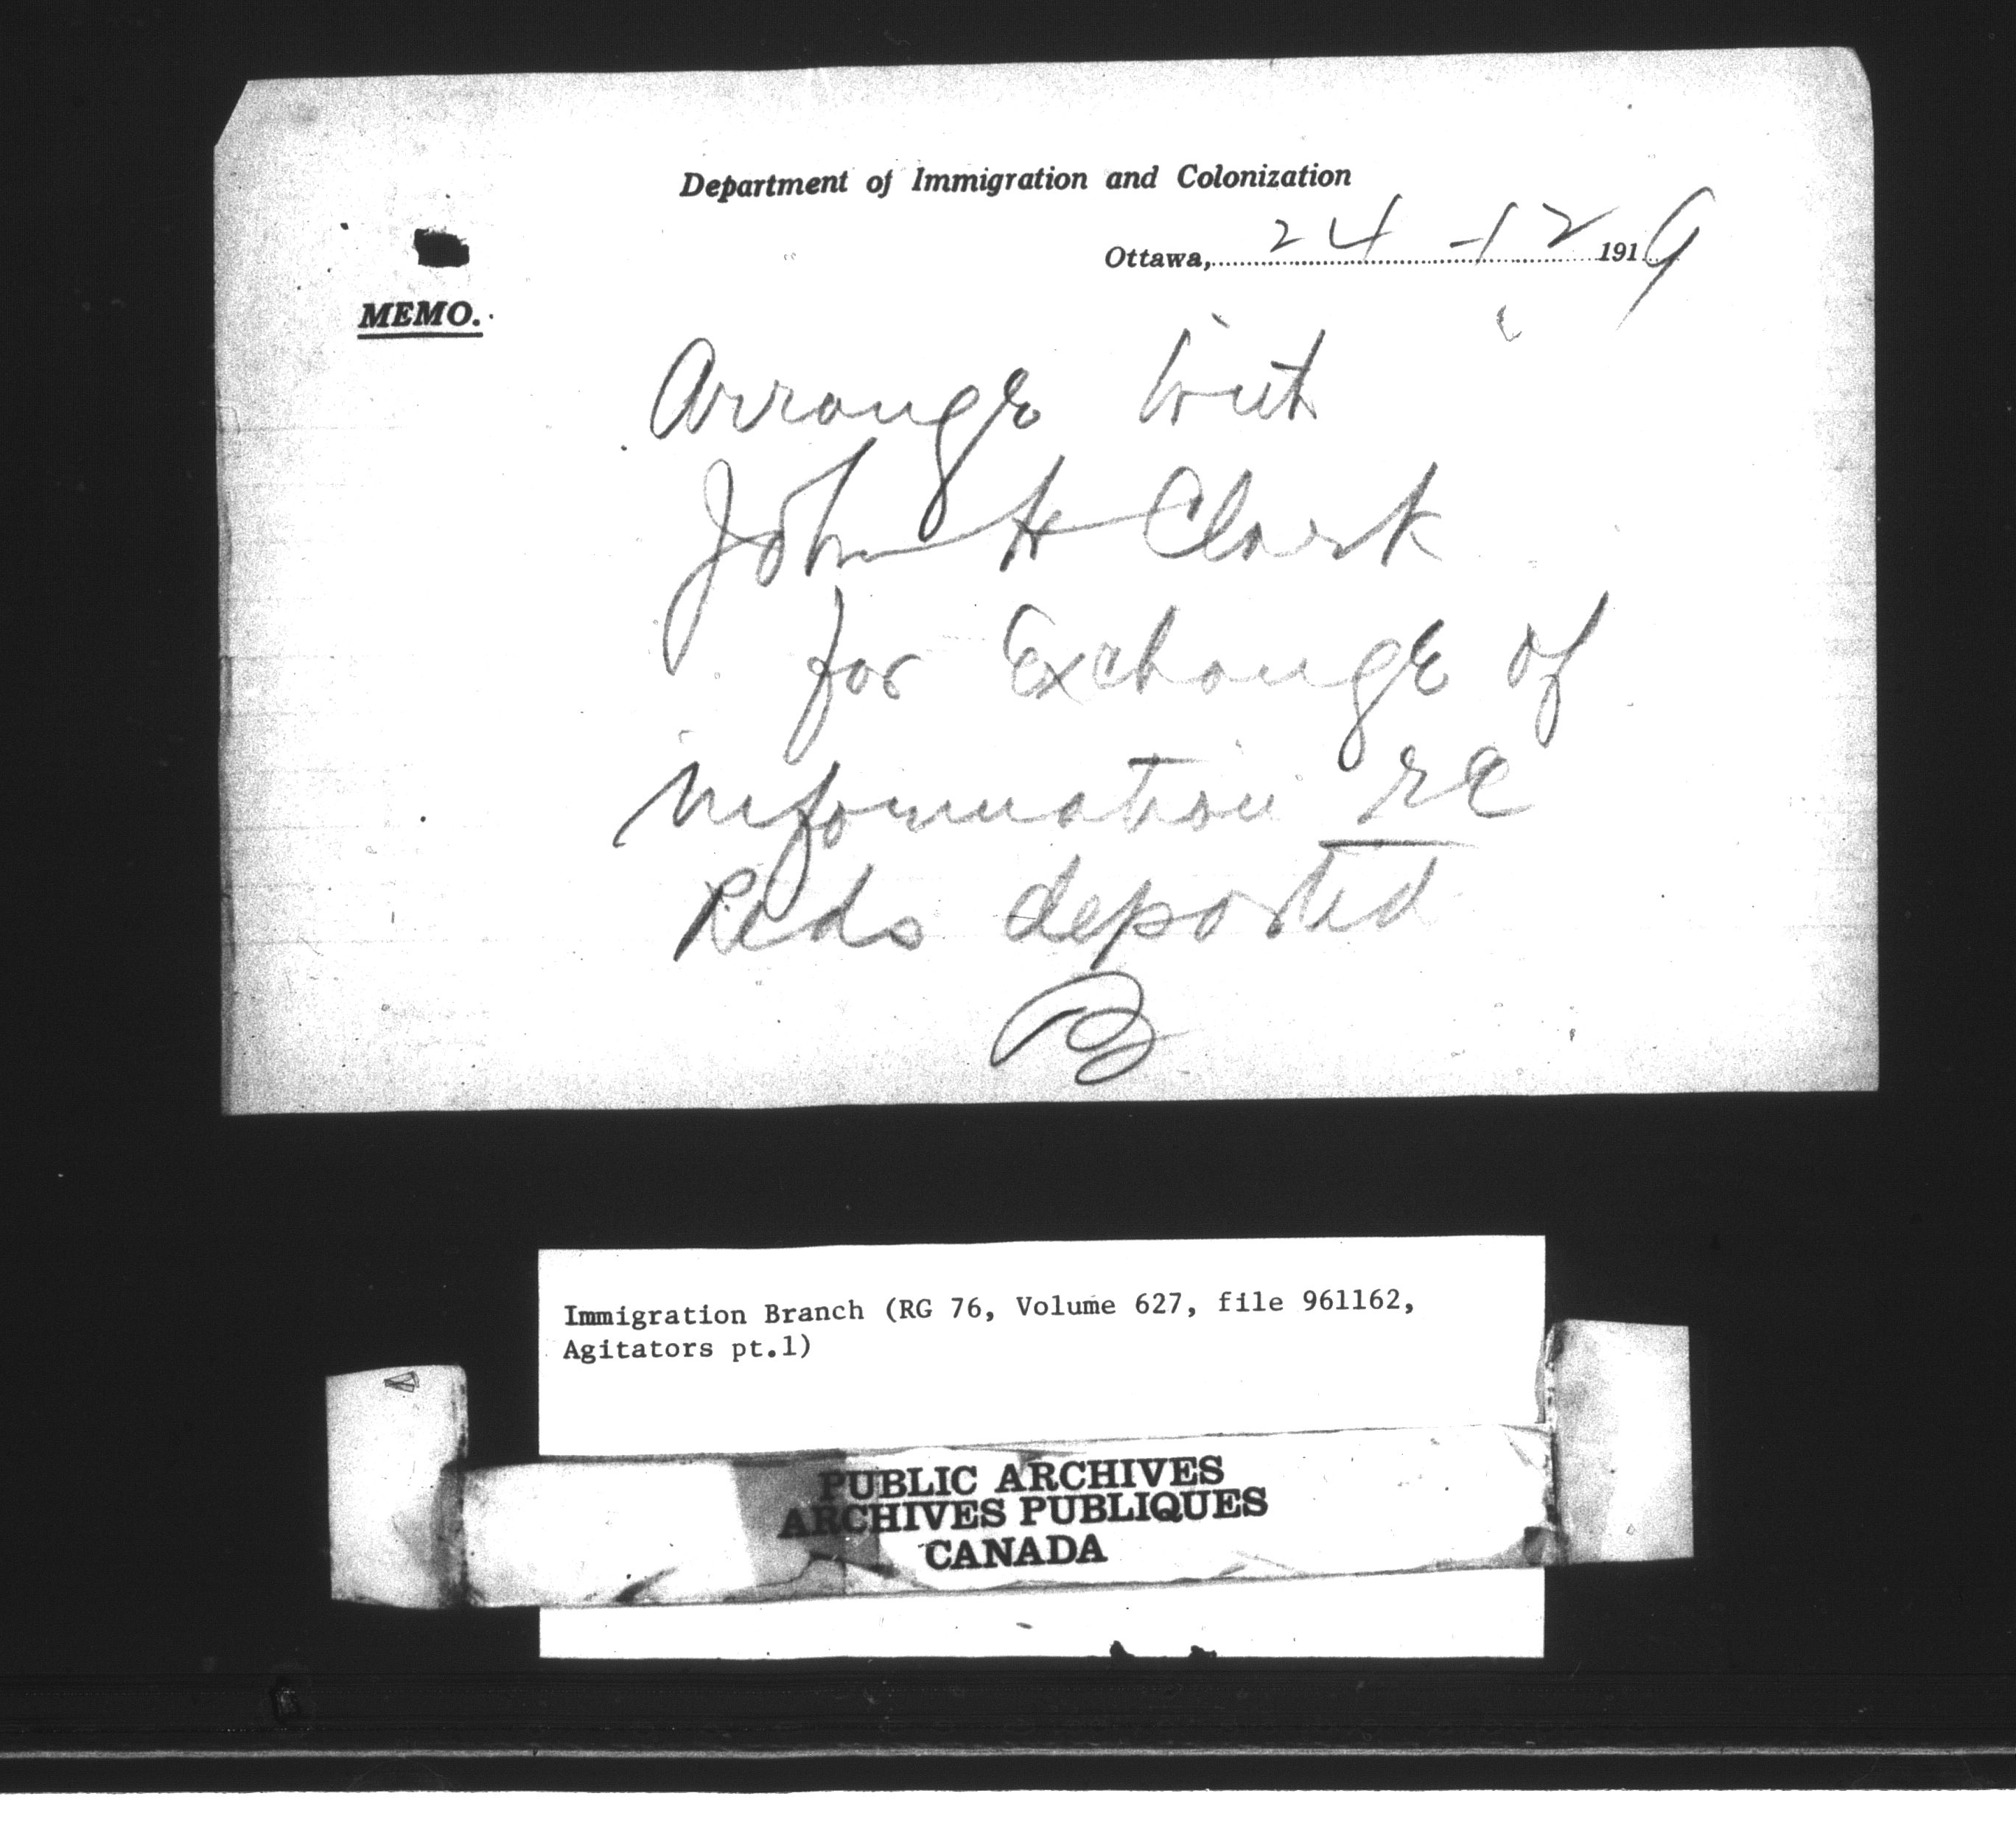 Department of Immigration and Colonization
Ottawa, 24-12 1919
MEMO.
Arrange with
John H Clark
for Exchange of
information re
Reds deported
Immigration Branch (RG 76, Volume 627, file 961162,
Agitators pt.1)
PUBLIC ARCHIVES
ARCHIVES PUBLIQUES
CANADA